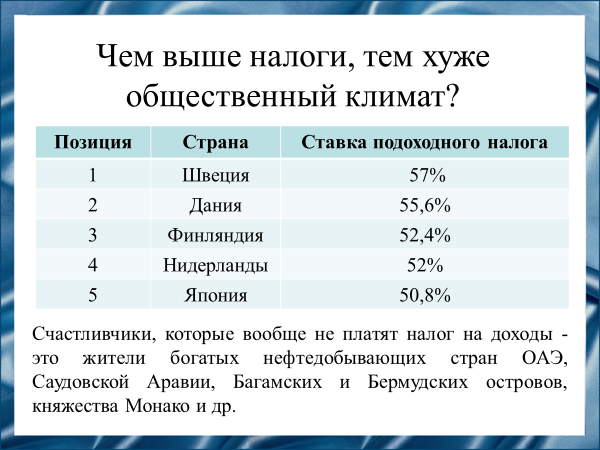 Чем выше налоги, тем хуже
общественный климат?
Позиция Страна Ставка подоходного налога
1 Швеция 57%
2 Дания 55,6%
3 Финляндия 52,4%
4 Нидерланды 52%
5 Япония 50,8%
Счастливчики, которые вообще не платят налог на доходы -
это жители богатых нефтедобывающих стран ОАЭ,
Саудовской Аравии, Багамских и Бермудских островов,
княжества Монако и др.